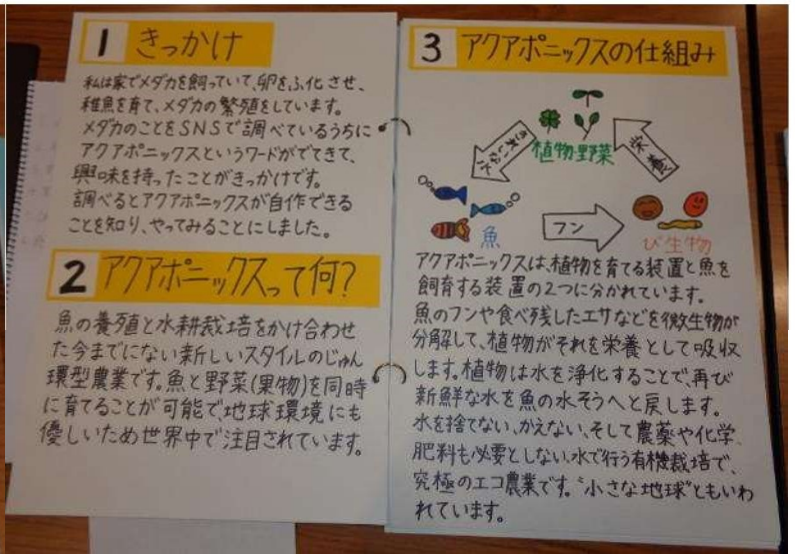 1 きっかけ
私は家でメダカを飼っていて、卵をふ化させ、
稚魚を育て、メダカの繁殖をしています。
メダカのことをSNSで調べているうちに
アクアポニックスというワードがでてきて、
興味を持ったことがきっかけです。
調べるとアクアポニックスが自作できる
ことを知り、やってみることにしました。
2 アクアポニックスって何?
魚の養殖と水耕栽培をかけ合わせ
た今までにない新しいスタイルのじゅん
環型農業です。魚と野菜(果物)を同時
に育てることが可能で地球環境にも
優しいため世界中で注目されています。
3 アクアポニックスの仕組み
植物・野菜
きれいな水
栄養
魚
フン
び生物
アクアポニックスは、植物を育てる装置と魚を
飼育する装置の2つに分かれています。
魚のフンや食べ残したエサなどを微生物が
分解して、植物がそれを栄養として吸収
します。植物は水を浄化することで、再び
新鮮な水を魚の水そうへと戻します。
水を捨てない、かえない、そして農薬や化学
肥料も必要としない、水で行う有機栽培で、
究極のエコ農業です。“小さな地球”ともいわ
れています。